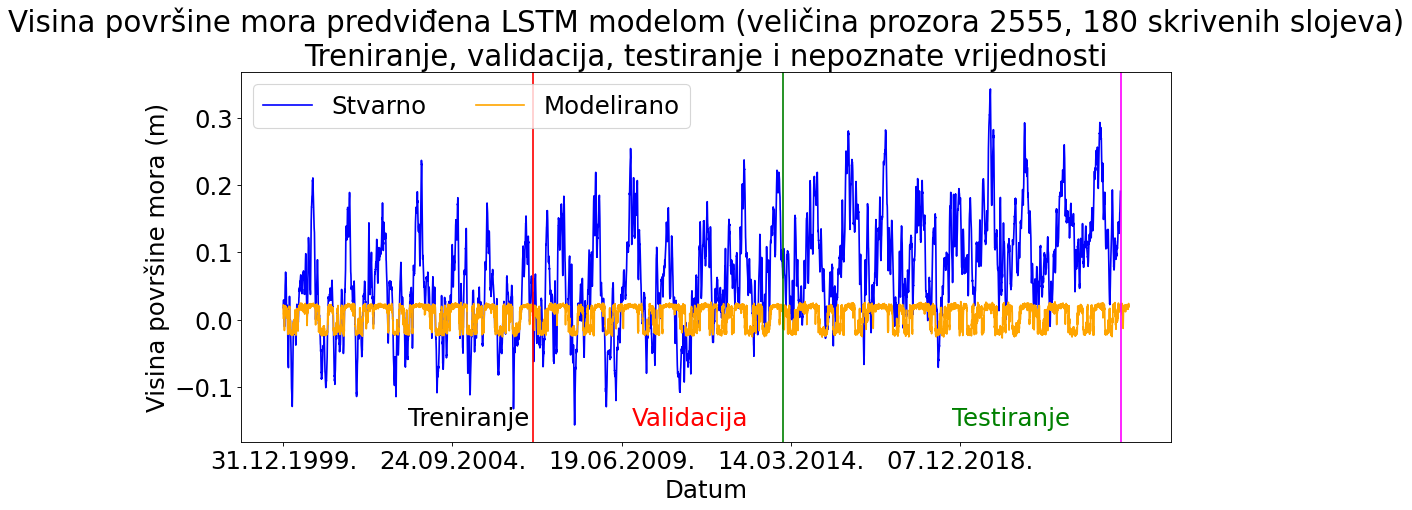 Visina površine mora predviđena LSTM modelom (veličina prozora 2555, 180 skrivenih slojeva)
Treniranje, validacija, testiranje i nepoznate vrijednosti
Stvarno Modelirano
Visina površine mora (m)
0.3
0.2
0.1
0.0
−0.1
Treniranje Validacija Testiranje
31.12.1999. 24.09.2004. 19.06.2009. 14.03.2014. 07.12.2018.
Datum